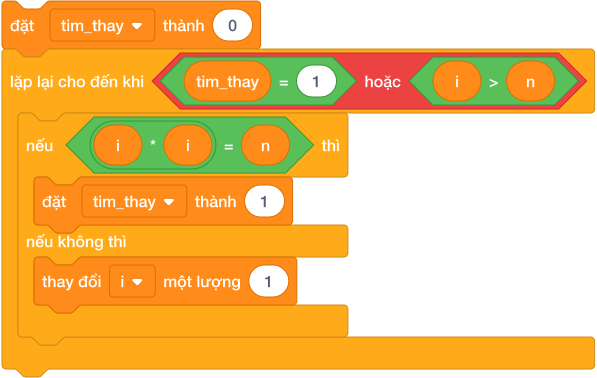 đặt tim_thay thành 0
lặp lại cho đến khi tim_thay = 1 hoặc i > n
nếu i * i = n thì
đặt tim_thay thành 1
nếu không thì
thay đổi i một lượng 1